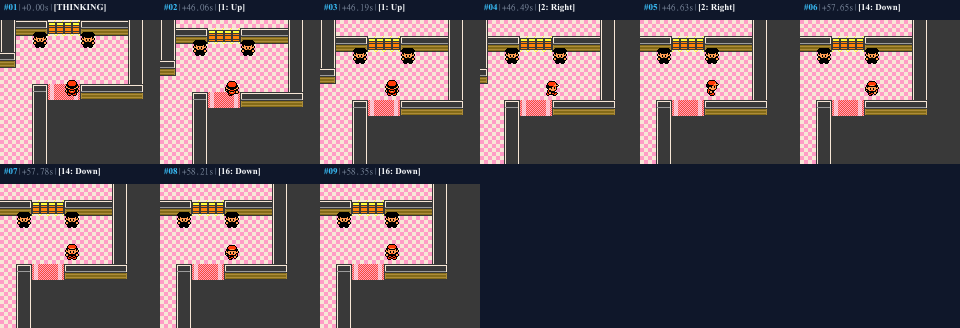 #01|+0.00s|[THINKING]
#02|+46.06s|[1: Up]
#03|+46.19s|[1: Up]
#04|+46.49s|[2: Right]
#05|+46.63s|[2: Right]
#06|+57.65s|[14: Down]
#07|+57.78s|[14: Down]
#08|+58.21s|[16: Down]
#09|+58.35s|[16: Down]